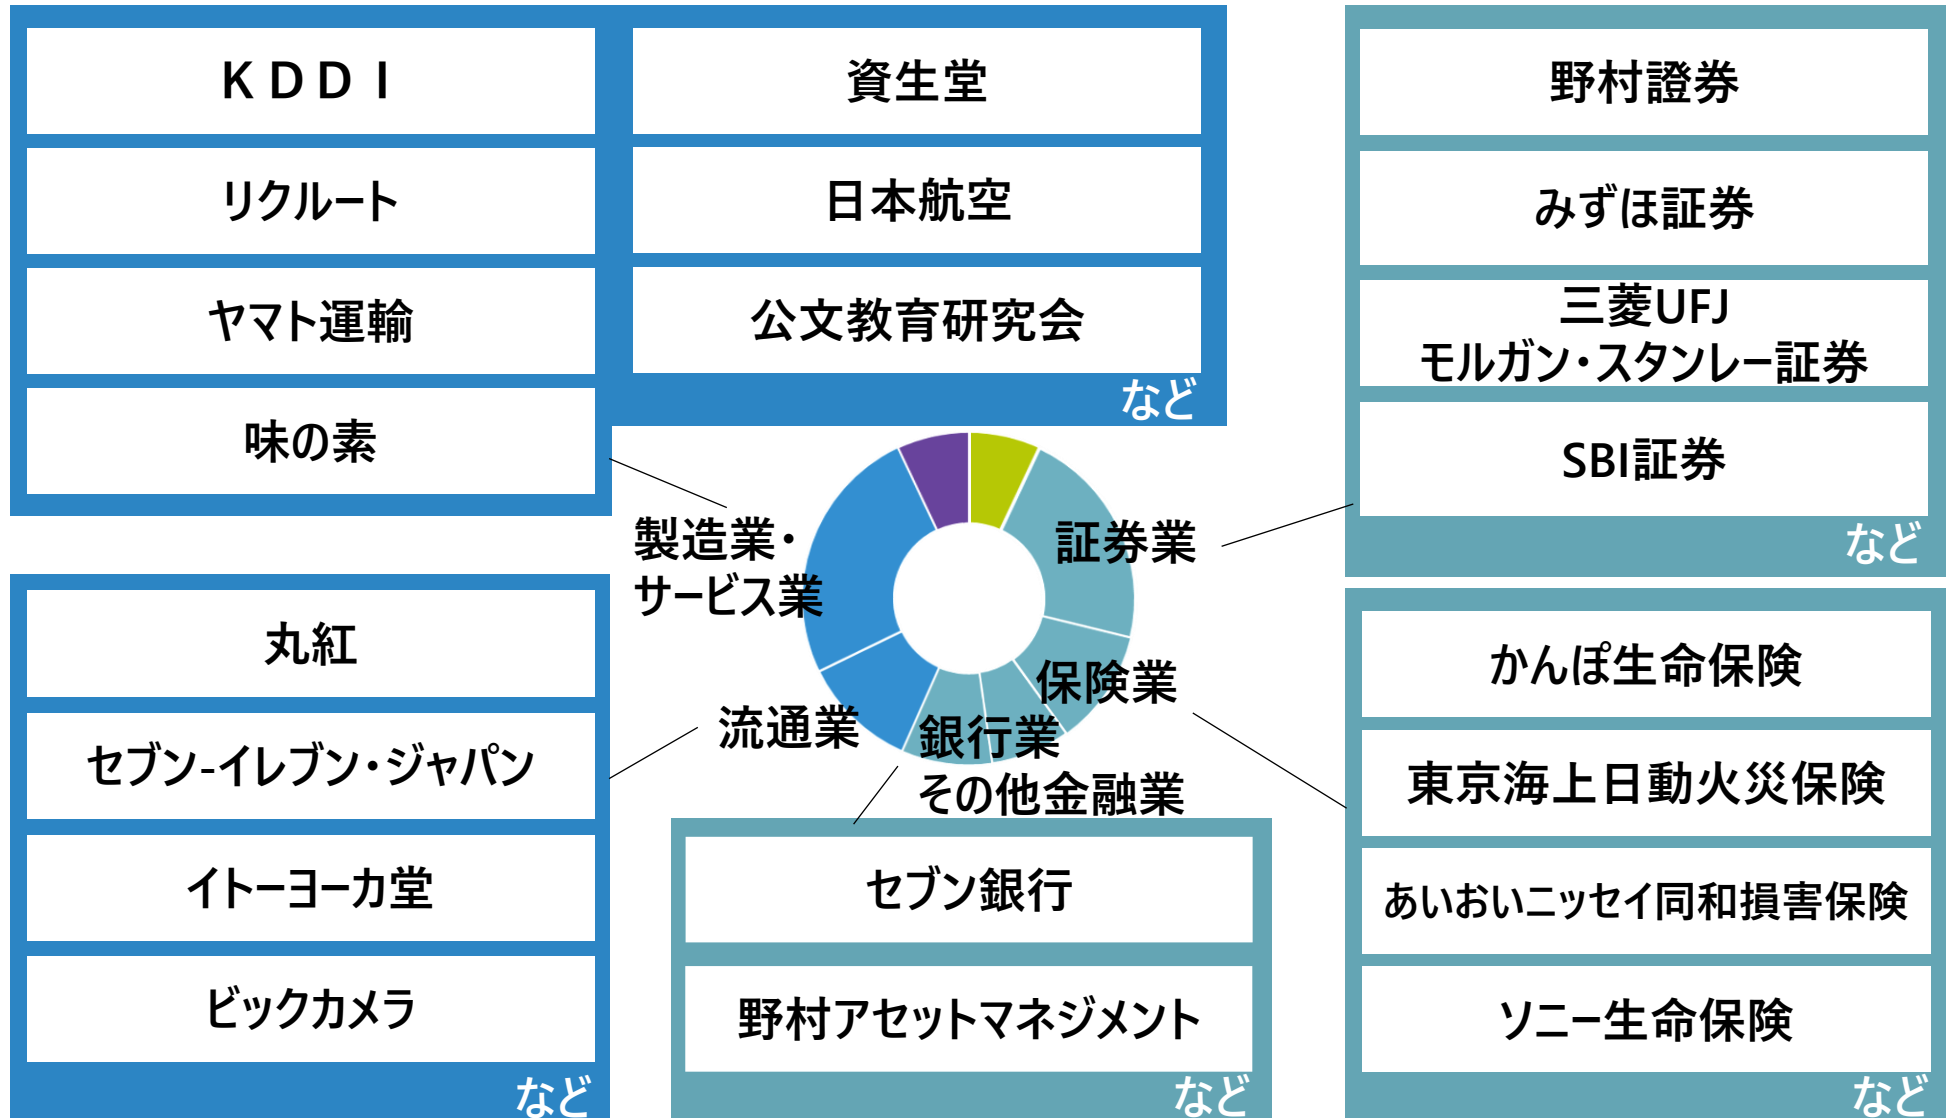 ＫＤＤＩ
リクルート
ヤマト運輸
味の素
資生堂
日本航空
公文教育研究会
など
野村證券
みずほ証券
三菱UFJ
モルガン・スタンレー証券
SBI証券
など
製造業・
サービス業
証券業
保険業
流通業
銀行業
その他金融業
丸紅
セブン-イレブン・ジャパン
イトーヨーカ堂
ビックカメラ
など
セブン銀行
野村アセットマネジメント
など
かんぽ生命保険
東京海上日動火災保険
あいおいニッセイ同和損害保険
ソニー生命保険
など